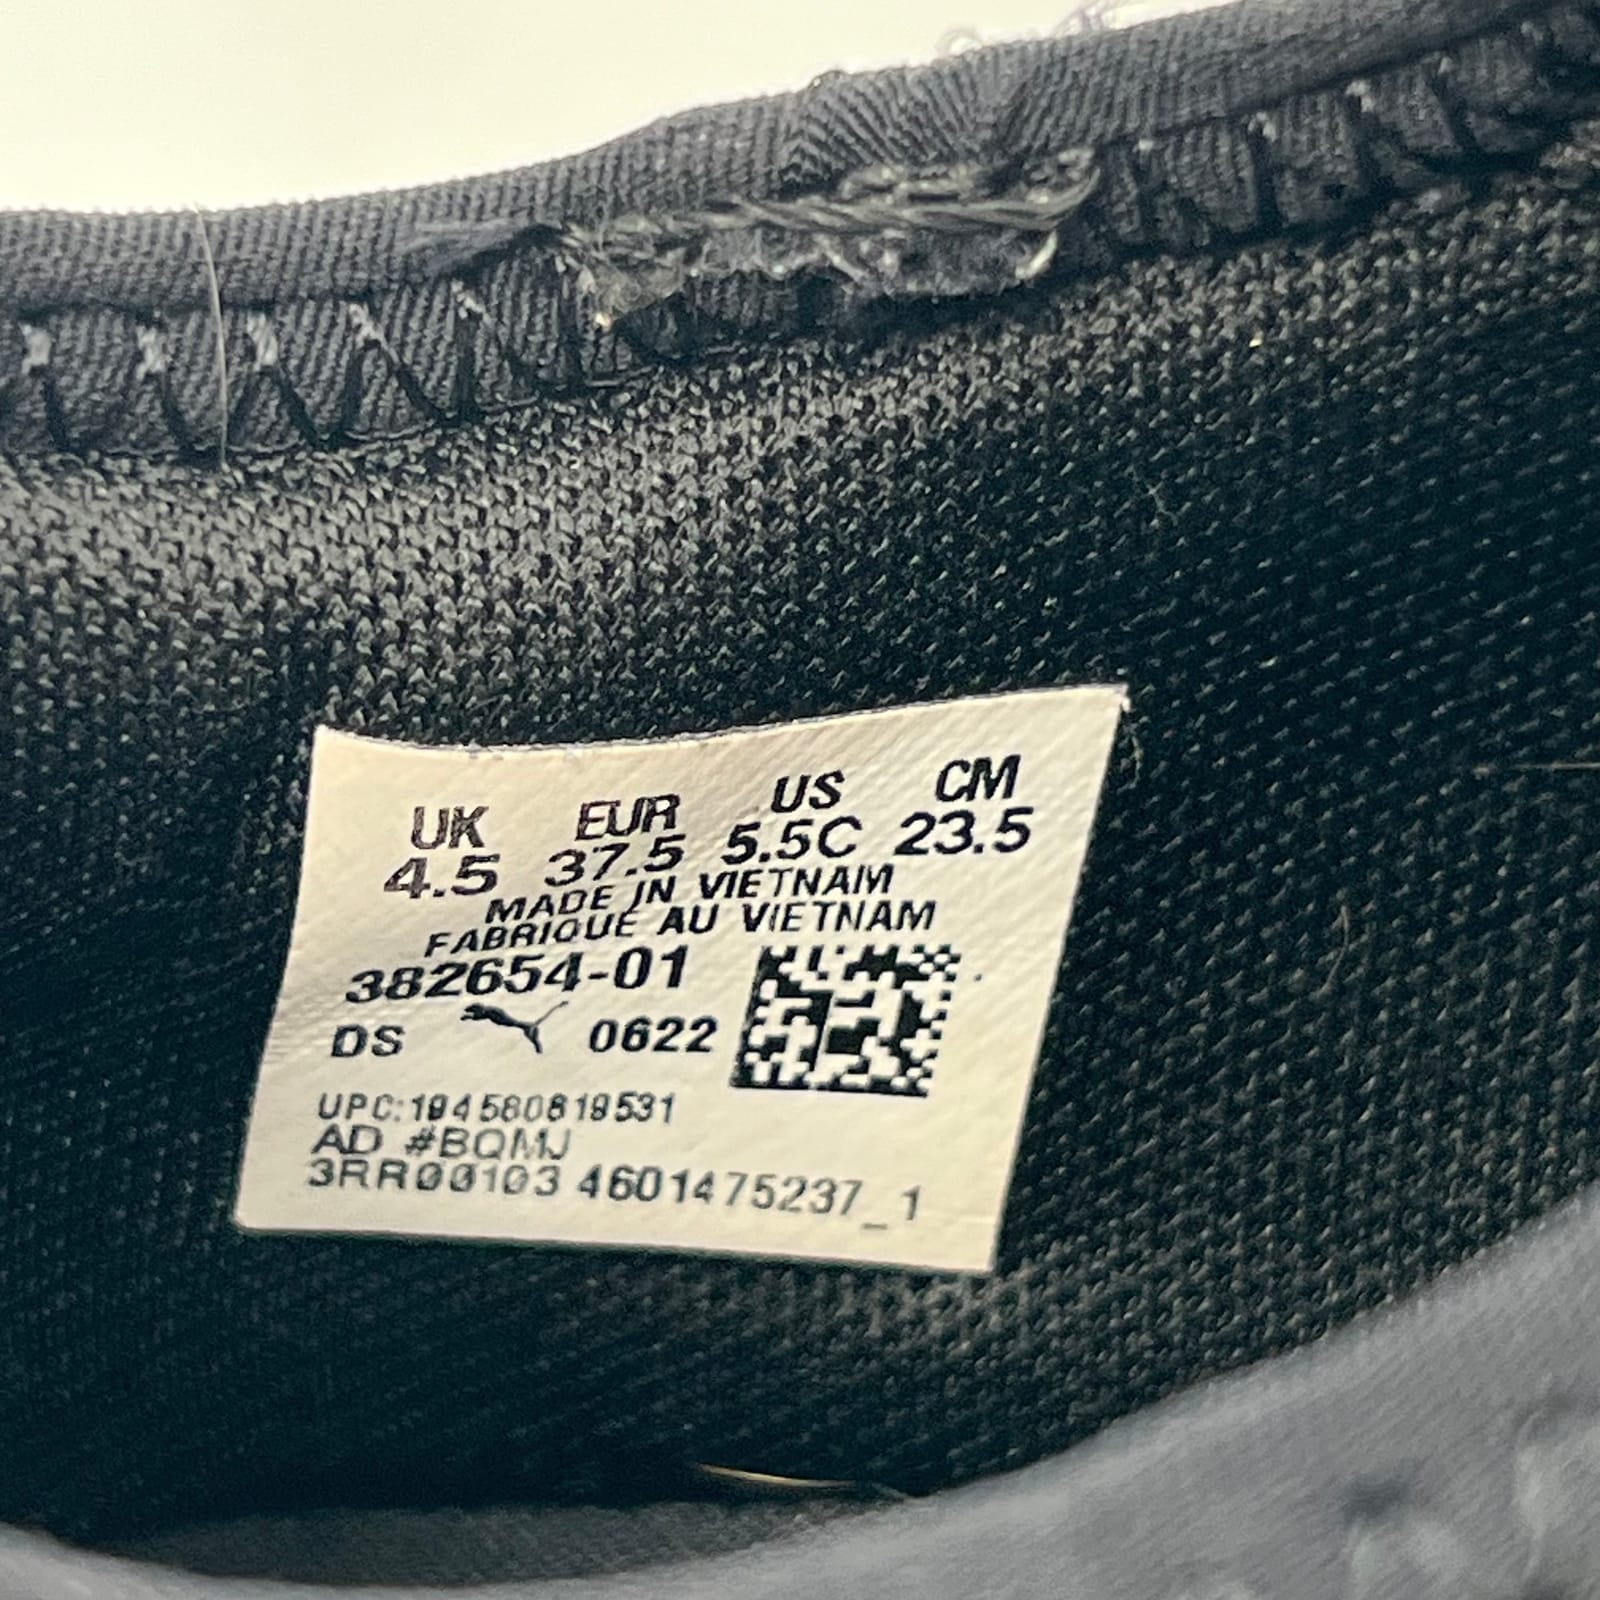 UK EUR US CM
4.5 37.5 5.5C 23.5
MADE IN VIETNAM
FABRIQUE AU VIETNAM
382654-01
DS 0622
UPC:194580819531
AD #BQMJ
3RR00103 4601475237_1